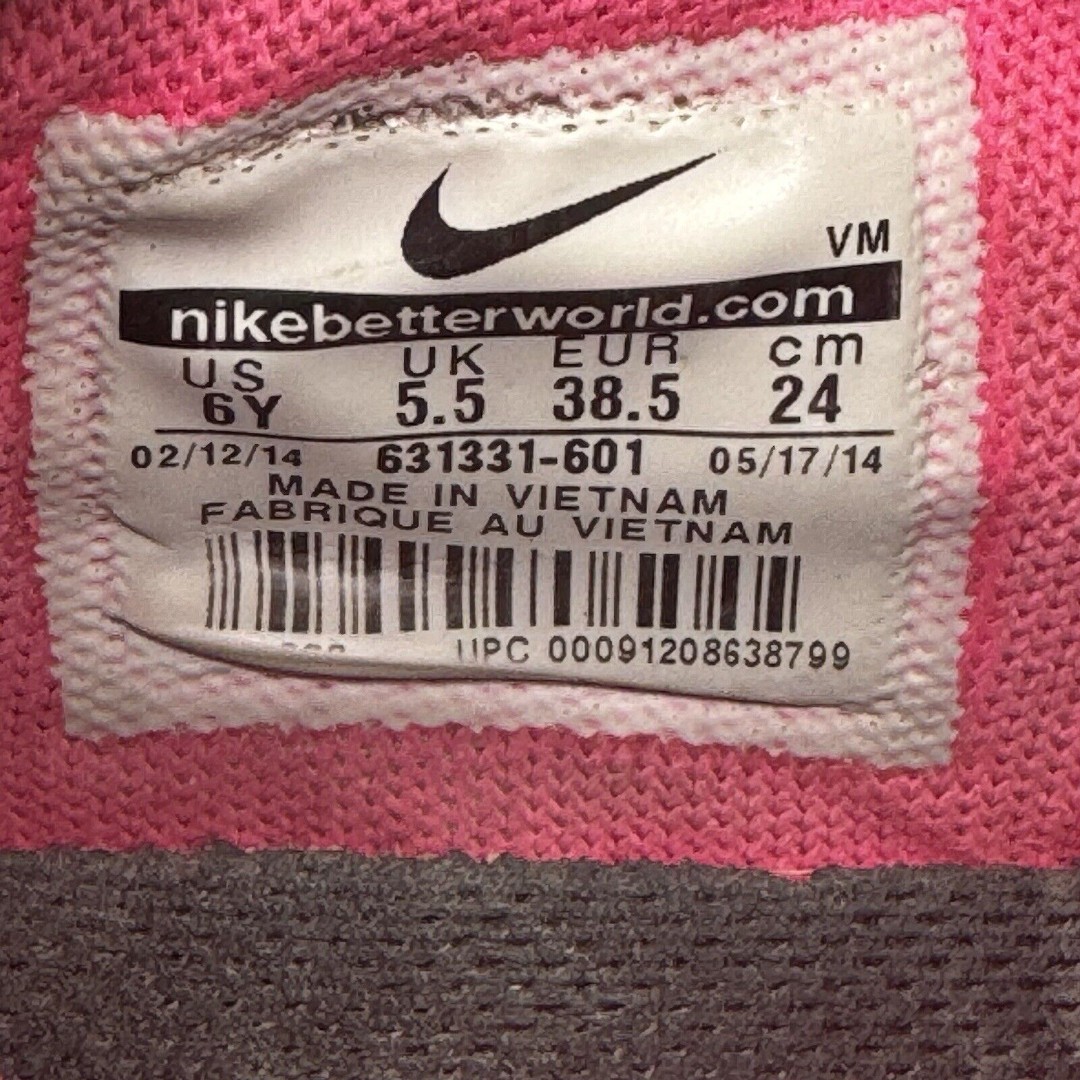 VM
nikebetterworld.com
US UK EUR cm
6Y 5.5 38.5 24
02/12/14 631331-601 05/17/14
MADE IN VIETNAM
FABRIQUE AU VIETNAM
UPC 00091208638799